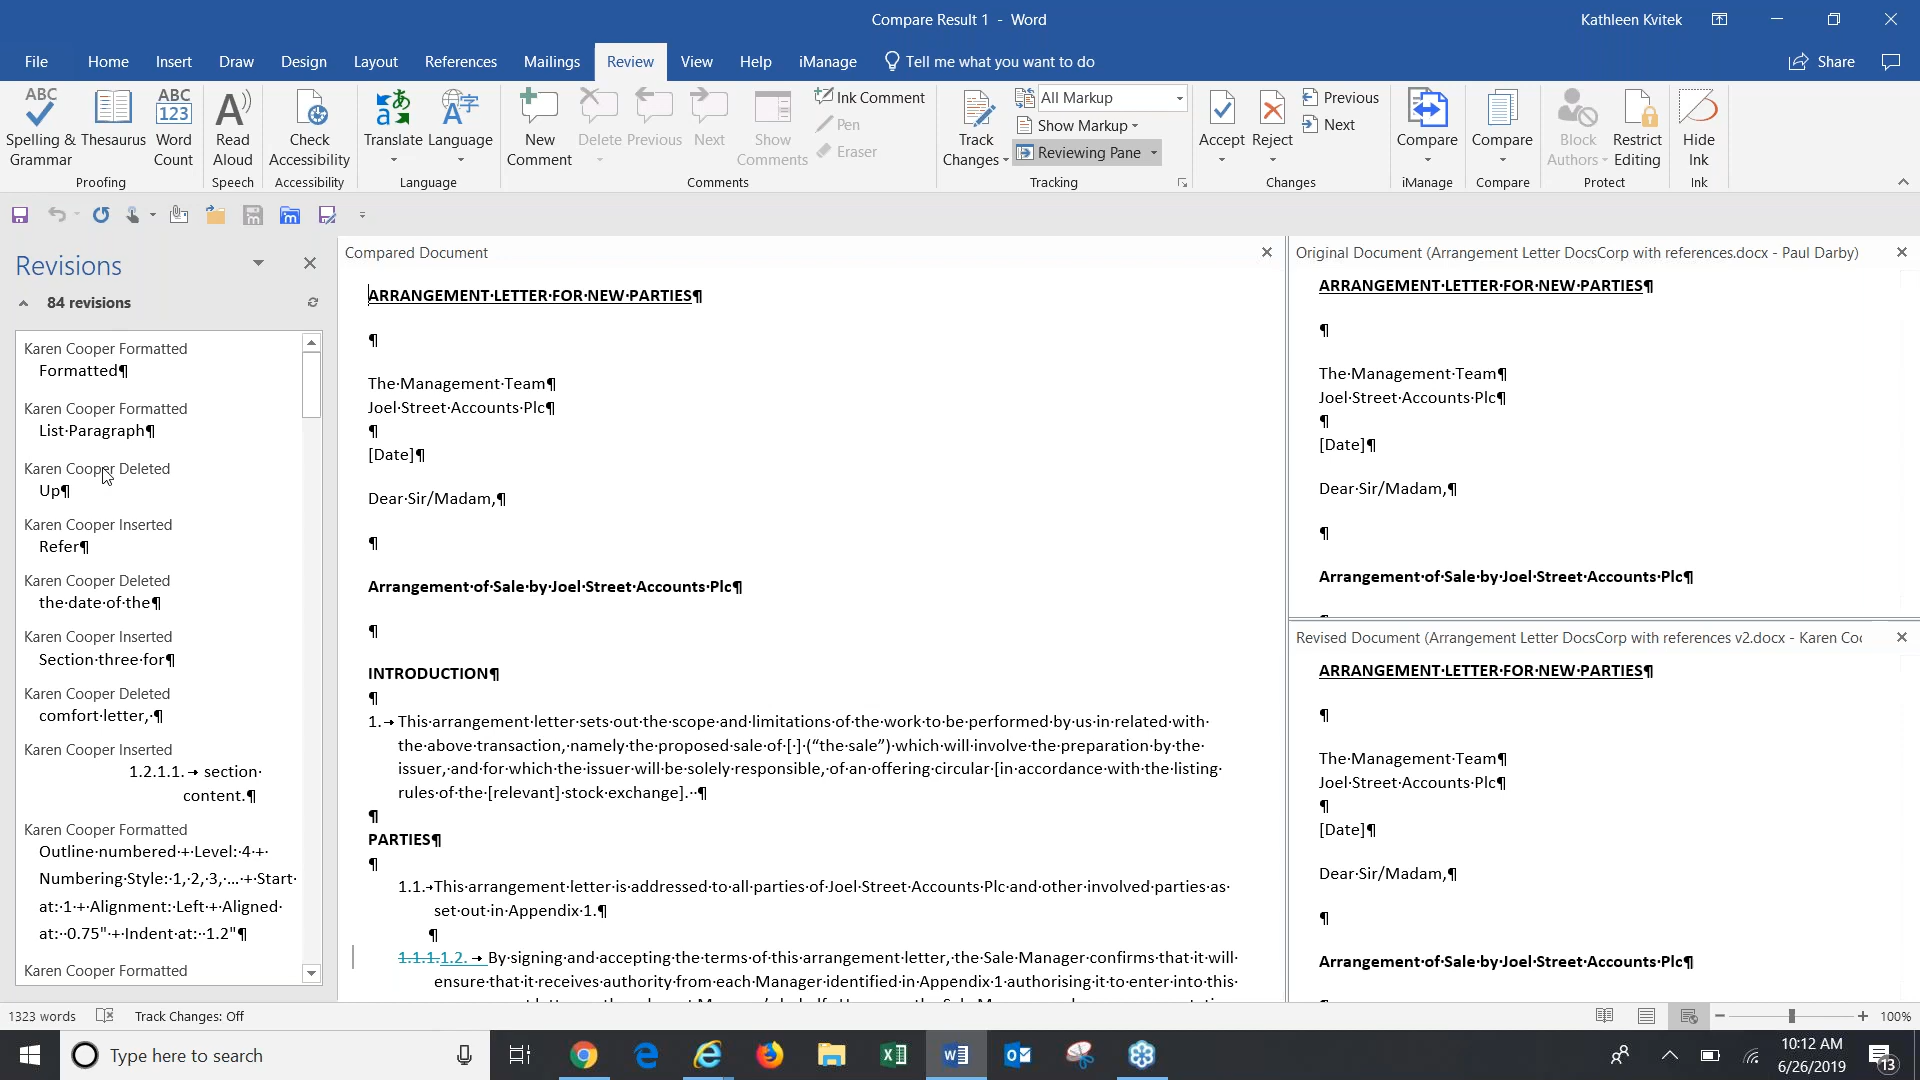 Compare Result 1 - Word
Kathleen Kvitek
File Home Insert Draw Design Layout References Mailings Review View Help iManage Tell me what you want to do
Share
ABC
Spelling &
Grammar
Thesaurus
ABC
123
Word
Count
Proofing
Read
Aloud
Speech
Check
Accessibility
Accessibility
Translate
Language
Language
New
Comment
Delete
Previous
Next
Show
Comments
Ink Comment
Pen
Eraser
Comments
Track
Changes
All Markup
Show Markup
Reviewing Pane
Tracking
Accept
Reject
Previous
Next
Changes
Compare
iManage
Compare
Compare
Block
Authors
Restrict
Editing
Protect
Hide
Ink
Ink
Revisions
84 revisions
Karen Cooper Formatted
Formatted¶
Karen Cooper Formatted
List·Paragraph¶
Karen Cooper Deleted
Up¶
Karen Cooper Inserted
Refer¶
Karen Cooper Deleted
the·date·of·the¶
Karen Cooper Inserted
Section·three·for¶
Karen Cooper Deleted
comfort·letter,·¶
Karen Cooper Inserted
1.2.1.1.→section·
content.¶
Karen Cooper Formatted
Outline·numbered·+·Level:·4·+·
Numbering·Style:·1,·2,·3,·…·+·Start·
at:·1·+·Alignment:·Left·+·Aligned·
at:··0.75"·+·Indent·at:··1.2"¶
Karen Cooper Formatted
Compared Document
ARRANGEMENT·LETTER·FOR·NEW·PARTIES¶
¶
The·Management·Team¶
Joel·Street·Accounts·Plc¶
¶
[Date]¶
Dear·Sir/Madam,¶
¶
Arrangement·of·Sale·by·Joel·Street·Accounts·Plc¶
¶
INTRODUCTION¶
¶
1.→This·arrangement·letter·sets·out·the·scope·and·limitations·of·the·work·to·be·performed·by·us·in·related·with·
the·above·transaction,·namely·the·proposed·sale·of·[·]·(“the·sale”)·which·will·involve·the·preparation·by·the·
issuer,·and·for·which·the·issuer·will·be·solely·responsible,·of·an·offering·circular·[in·accordance·with·the·listing·
rules·of·the·[relevant]·stock·exchange].··¶
¶
PARTIES¶
¶
1.1.→This·arrangement·letter·is·addressed·to·all·parties·of·Joel·Street·Accounts·Plc·and·other·involved·parties·as·
set·out·in·Appendix·1.¶
¶
1.1.1.1.2.→By·signing·and·accepting·the·terms·of·this·arrangement·letter,·the·Sale·Manager·confirms·that·it·will·
ensure·that·it·receives·authority·from·each·Manager·identified·in·Appendix·1·authorising·it·to·enter·into·this·
Original Document (Arrangement Letter DocsCorp with references.docx - Paul Darby)
ARRANGEMENT·LETTER·FOR·NEW·PARTIES¶
¶
The·Management·Team¶
Joel·Street·Accounts·Plc¶
¶
[Date]¶
Dear·Sir/Madam,¶
¶
Arrangement·of·Sale·by·Joel·Street·Accounts·Plc¶
Revised Document (Arrangement Letter DocsCorp with references v2.docx - Karen Coo
ARRANGEMENT·LETTER·FOR·NEW·PARTIES¶
¶
The·Management·Team¶
Joel·Street·Accounts·Plc¶
¶
[Date]¶
Dear·Sir/Madam,¶
¶
Arrangement·of·Sale·by·Joel·Street·Accounts·Plc¶
1323 words
Track Changes: Off
100%
Type here to search
10:12 AM
6/26/2019
13